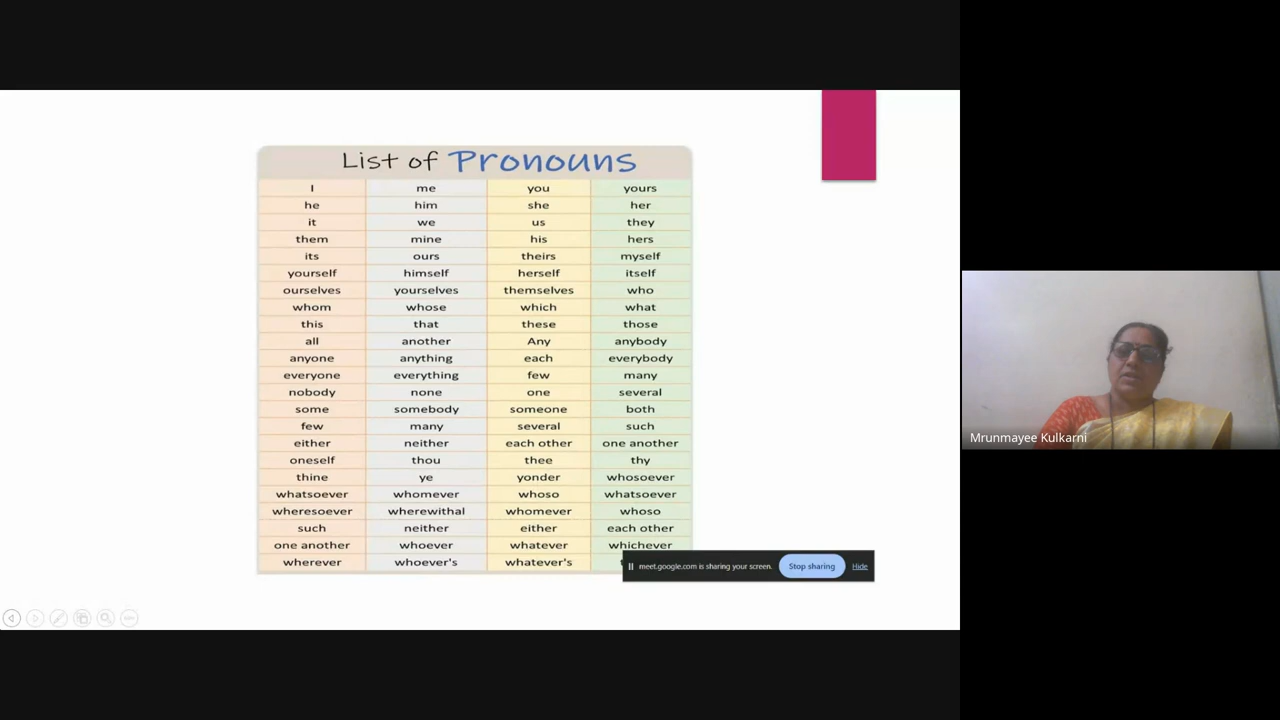 List of Pronouns
I me you yours
he him she her
it we us they
them mine his hers
its ours theirs myself
yourself himself herself itself
ourselves yourselves themselves who
whom whose which what
this that these those
all another Any anybody
anyone anything each everybody
everyone everything few many
nobody none one several
some somebody someone both
few many several such
either neither each other one another
oneself thou thee thy
thine ye yonder whosoever
whatsoever whomever whoso whatsoever
wheresoever wherewithal whomever whoso
such neither either each other
one another whoever whatever whichever
wherever whoever's whatever's
meet.google.com is sharing your screen. Stop sharing Hide
Mrunmayee Kulkarni